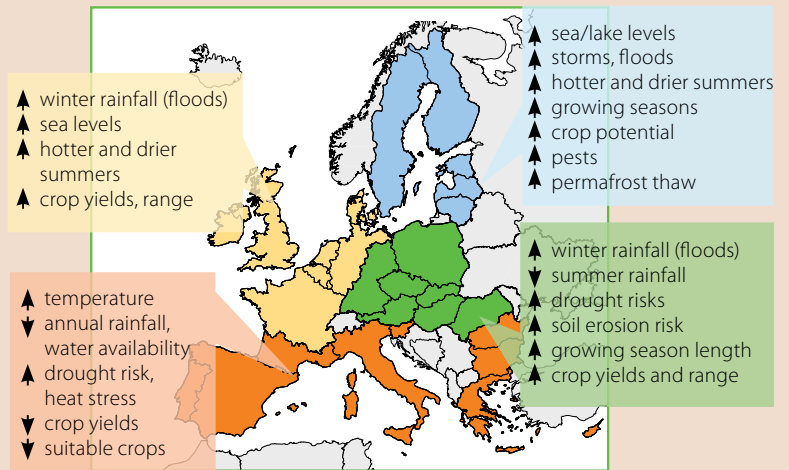 winter rainfall (floods)
sea levels
hotter and drier
summers
crop yields, range
sea/lake levels
storms, floods
hotter and drier summers
growing seasons
crop potential
pests
permafrost thaw
temperature
annual rainfall,
water availability
drought risk,
heat stress
crop yields
suitable crops
winter rainfall (floods)
summer rainfall
drought risks
soil erosion risk
growing season length
crop yields and range